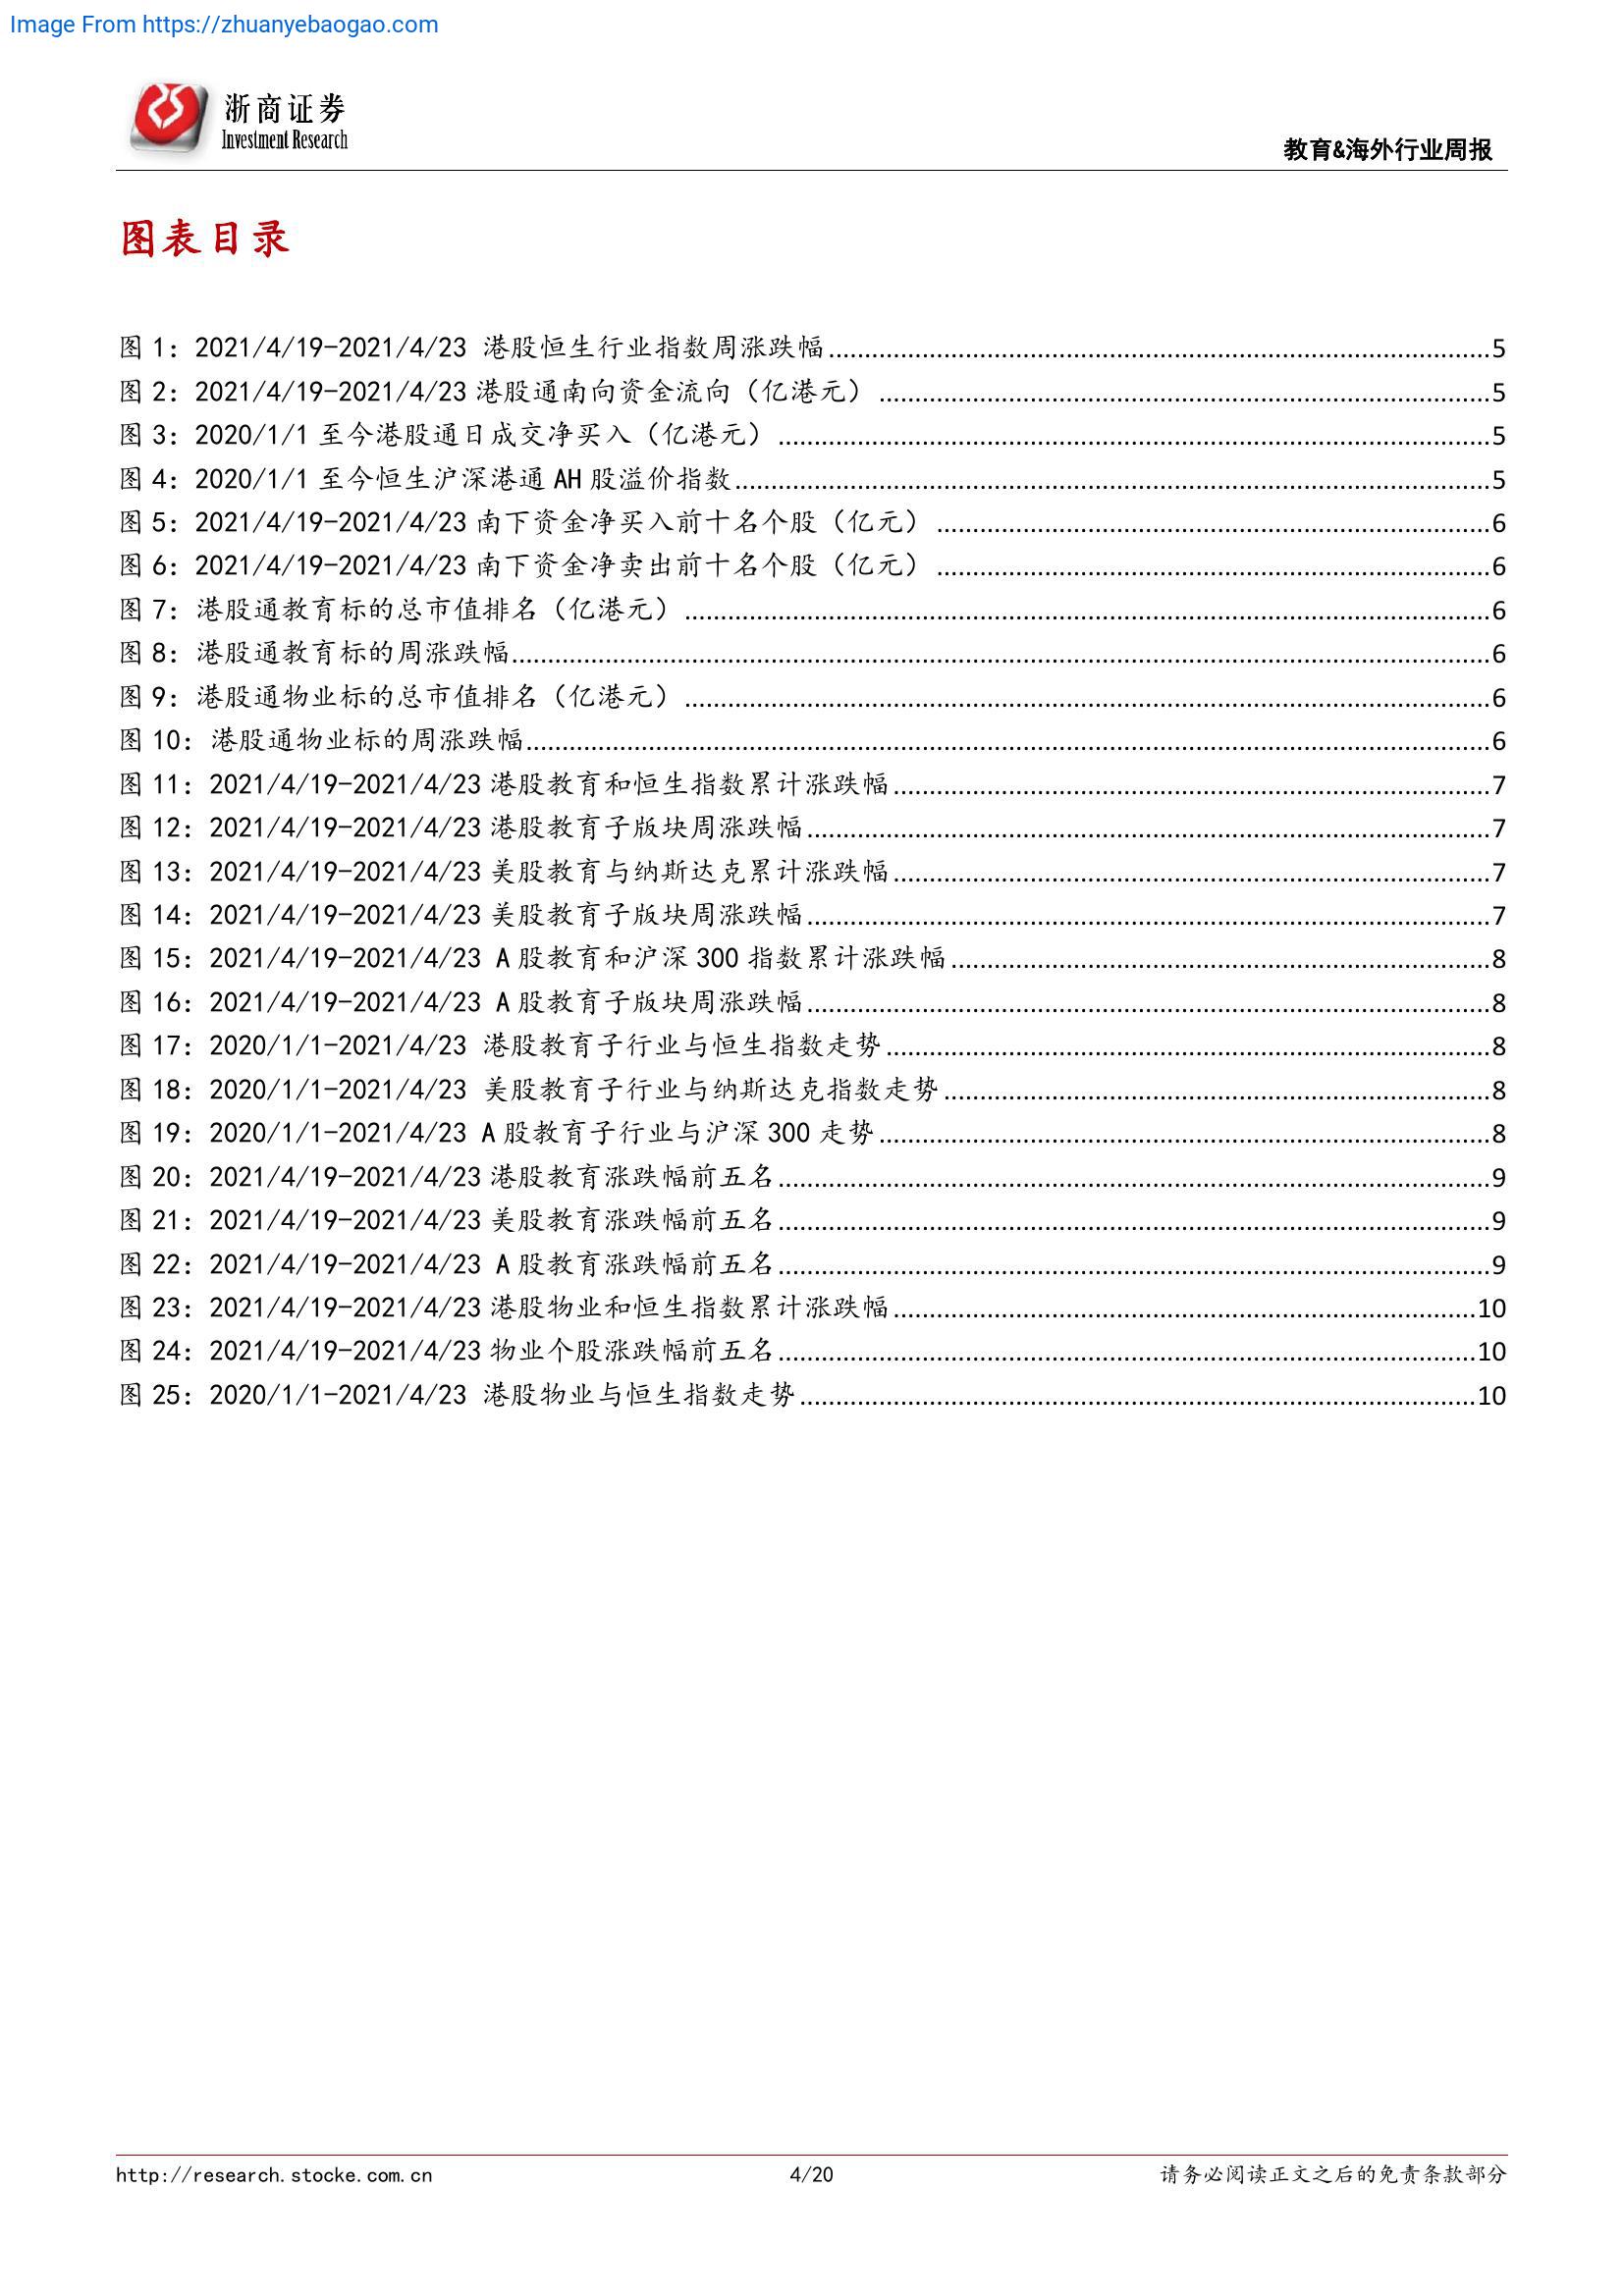 Image From https://zhuanyebaogao.com
浙商证券
Investment Research
教育&海外行业周报
图表目录
图 1：2021/4/19-2021/4/23 港股恒生行业指数周涨跌幅........5
图 2：2021/4/19-2021/4/23 港股通南向资金流向（亿港元）........5
图 3：2020/1/1 至今港股通日成交净买入（亿港元）........5
图 4：2020/1/1 至今恒生沪深港通 AH 股溢价指数........5
图 5：2021/4/19-2021/4/23 南下资金净买入前十名个股（亿元）........6
图 6：2021/4/19-2021/4/23 南下资金净卖出前十名个股（亿元）........6
图 7：港股通教育标的总市值排名（亿港元）........6
图 8：港股通教育标的周涨跌幅........6
图 9：港股通物业标的总市值排名（亿港元）........6
图 10：港股通物业标的周涨跌幅........6
图 11：2021/4/19-2021/4/23 港股教育和恒生指数累计涨跌幅........7
图 12：2021/4/19-2021/4/23 港股教育子版块周涨跌幅........7
图 13：2021/4/19-2021/4/23 美股教育与纳斯达克累计涨跌幅........7
图 14：2021/4/19-2021/4/23 美股教育子版块周涨跌幅........7
图 15：2021/4/19-2021/4/23 A 股教育和沪深 300 指数累计涨跌幅........8
图 16：2021/4/19-2021/4/23 A 股教育子版块周涨跌幅........8
图 17：2020/1/1-2021/4/23 港股教育子行业与恒生指数走势........8
图 18：2020/1/1-2021/4/23 美股教育子行业与纳斯达克指数走势........8
图 19：2020/1/1-2021/4/23 A 股教育子行业与沪深 300 走势........8
图 20：2021/4/19-2021/4/23 港股教育涨跌幅前五名........9
图 21：2021/4/19-2021/4/23 美股教育涨跌幅前五名........9
图 22：2021/4/19-2021/4/23 A 股教育涨跌幅前五名........9
图 23：2021/4/19-2021/4/23 港股物业和恒生指数累计涨跌幅........10
图 24：2021/4/19-2021/4/23 物业个股涨跌幅前五名........10
图 25：2020/1/1-2021/4/23 港股物业与恒生指数走势........10
http://research.stocke.com.cn
4/20
请务必阅读正文之后的免责条款部分